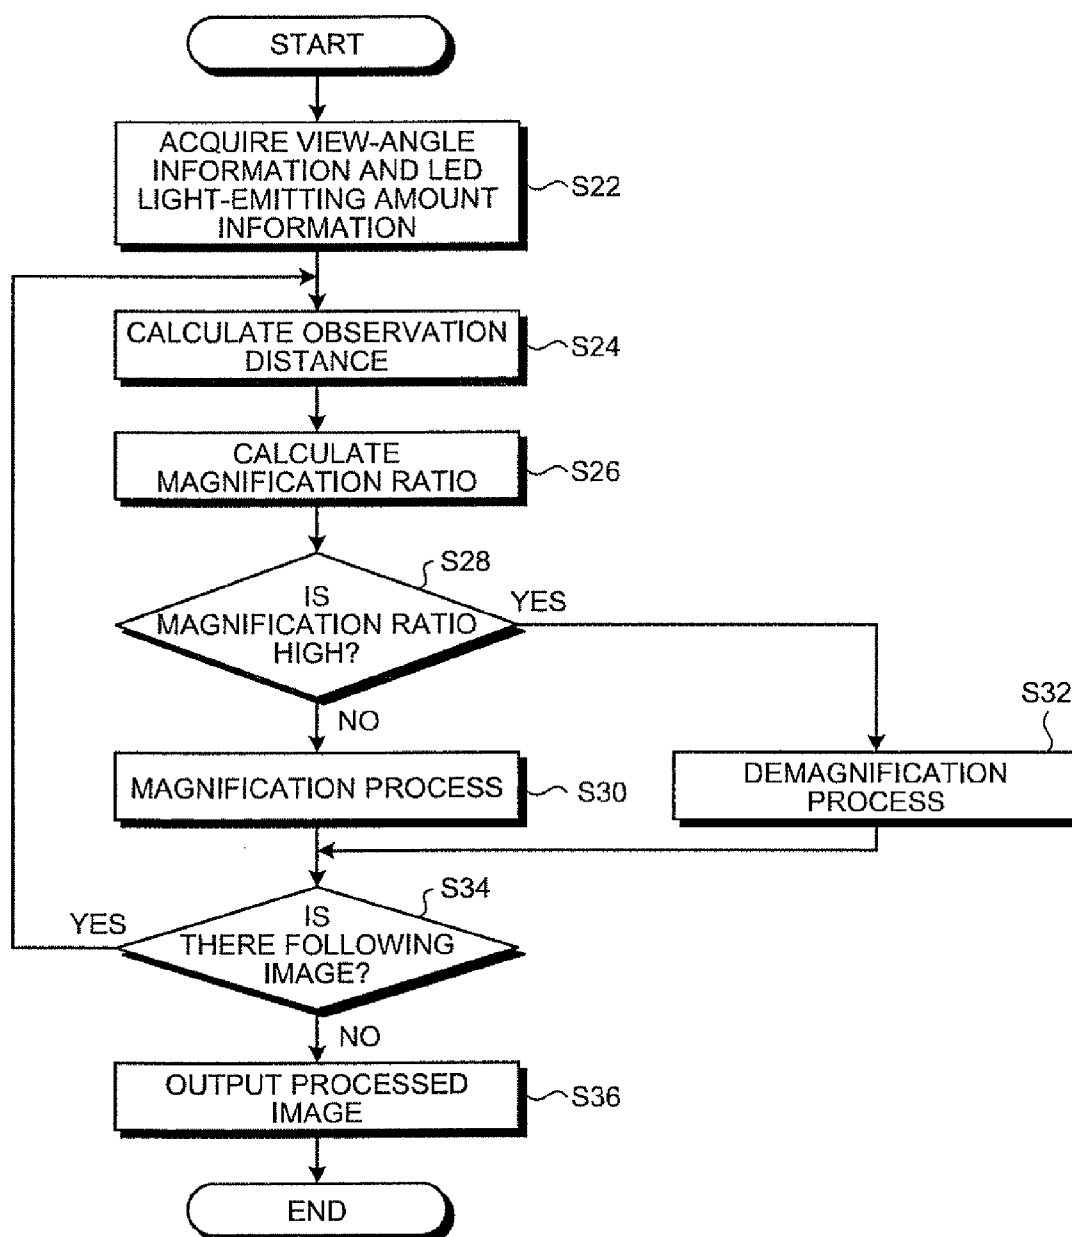 START
ACQUIRE VIEW-ANGLE
INFORMATION AND LED
LIGHT-EMITTING AMOUNT
INFORMATION
S22
CALCULATE OBSERVATION
DISTANCE
S24
CALCULATE
MAGNIFICATION RATIO
S26
S28
IS
MAGNIFICATION RATIO
HIGH?
YES
NO
S32
MAGNIFICATION PROCESS
S30
DEMAGNIFICATION
PROCESS
S34
YES
IS
THERE FOLLOWING
IMAGE?
NO
OUTPUT PROCESSED
IMAGE
S36
END